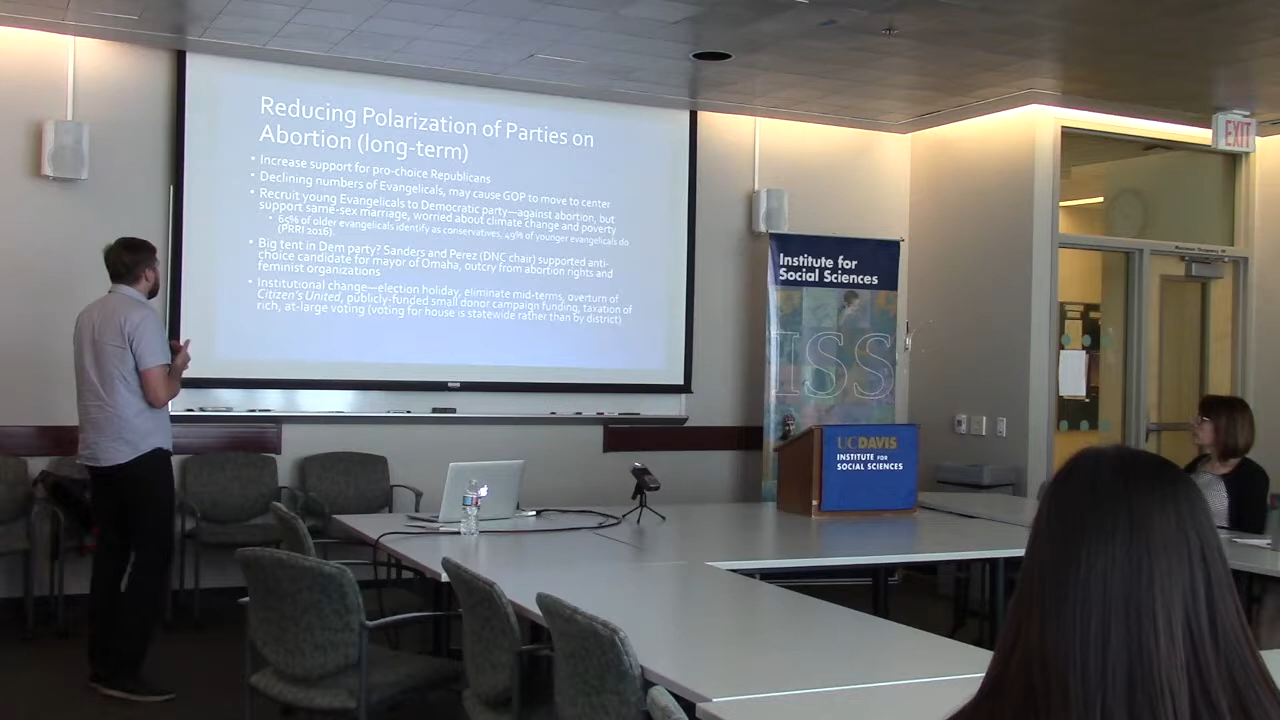 Reducing Polarization of Parties on
Abortion (long-term)
• Increase support for pro-choice Republicans
• Declining numbers of Evangelicals, may cause GOP to move to center
• Recruit young Evangelicals to Democratic party—against abortion, but
support same-sex marriage, worried about climate change and poverty
• 65% of older evangelicals identify as conservatives, 49% of younger evangelicals do
(PRRI 2016).
• Big tent in Dem party? Sanders and Perez (DNC chair) supported anti-
choice candidate for mayor of Omaha, outcry from abortion rights and
feminist organizations
• Institutional change—election holiday, eliminate mid-terms, overturn of
Citizen's United, publicly-funded small donor campaign funding, taxation of
rich, at-large voting (voting for house is statewide rather than by district)
Institute for
Social Sciences
ISS
UCDAVIS
INSTITUTE FOR
SOCIAL SCIENCES
EXIT